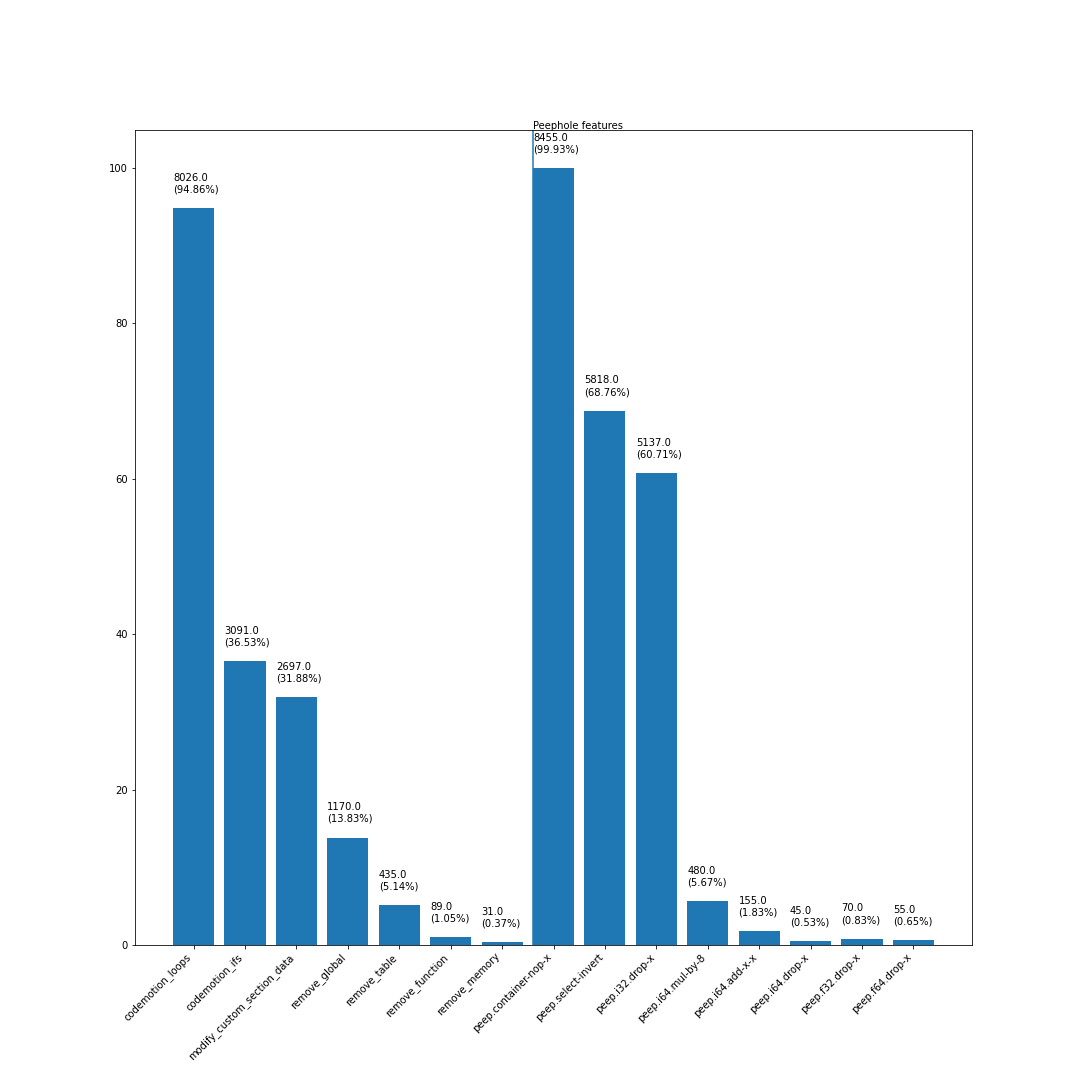 Peephole features
8455.0
(99.93%)
100
8026.0
(94.86%)
80
5818.0
(68.76%)
5137.0
(60.71%)
60
40
3091.0
(36.53%)
2697.0
(31.88%)
20
1170.0
(13.83%)
435.0
(5.14%)
89.0
(1.05%)
31.0
(0.37%)
480.0
(5.67%)
155.0
(1.83%)
45.0
(0.53%)
70.0
(0.83%)
55.0
(0.65%)
0
codemotion_loops
codemotion_ifs
modify_custom_section_data
remove_global
remove_table
remove_function
remove_memory
peep.container-nop-x
peep.select-invert
peep.i32.drop-x
peep.i64.mul-by-8
peep.i64.add-x-x
peep.i64.drop-x
peep.f32.drop-x
peep.f64.drop-x